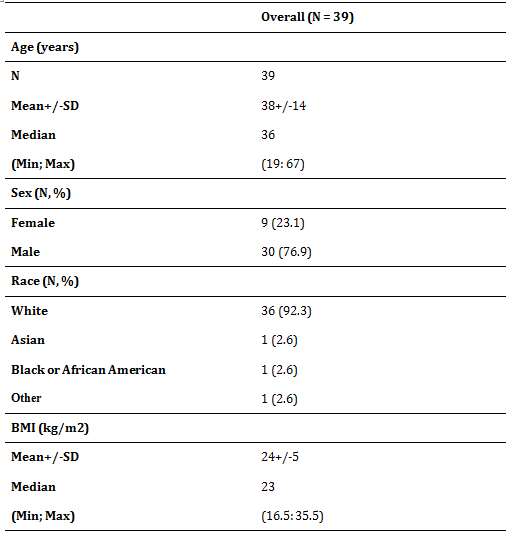 Overall (N = 39)
Age (years)
N 39
Mean+/-SD 38+/-14
Median 36
(Min; Max) (19: 67)
Sex (N, %)
Female 9 (23.1)
Male 30 (76.9)
Race (N, %)
White 36 (92.3)
Asian 1 (2.6)
Black or African American 1 (2.6)
Other 1 (2.6)
BMI (kg/m2)
Mean+/-SD 24+/-5
Median 23
(Min; Max) (16.5: 35.5)